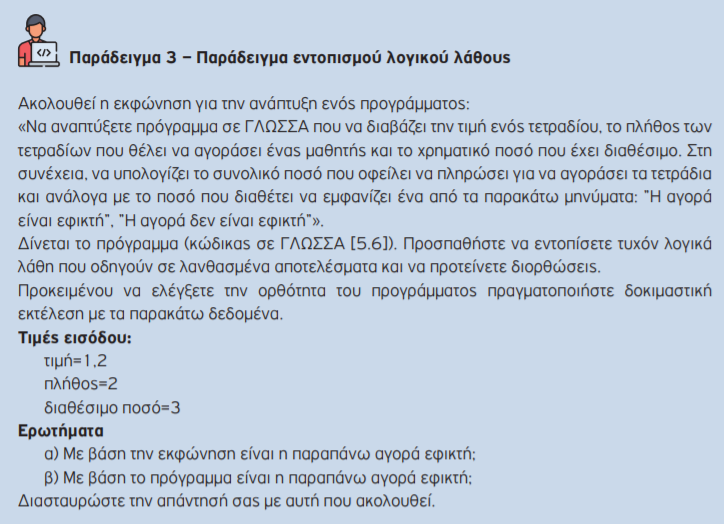 Παράδειγμα 3 – Παράδειγμα εντοπισμού λογικού λάθους
Ακολουθεί η εκφώνηση για την ανάπτυξη ενός προγράμματος:
«Να αναπτύξετε πρόγραμμα σε ΓΛΩΣΣΑ που να διαβάζει την τιμή ενός τετραδίου, το πλήθος των
τετραδίων που θέλει να αγοράσει ένας μαθητής και το χρηματικό ποσό που έχει διαθέσιμο. Στη
συνέχεια, να υπολογίζει το συνολικό ποσό που οφείλει να πληρώσει για να αγοράσει τα τετράδια
και ανάλογα με το ποσό που διαθέτει να εμφανίζει ένα από τα παρακάτω μηνύματα: "Η αγορά
είναι εφικτή", "Η αγορά δεν είναι εφικτή"».
Δίνεται το πρόγραμμα (κώδικας σε ΓΛΩΣΣΑ [5.6]). Προσπαθήστε να εντοπίσετε τυχόν λογικά
λάθη που οδηγούν σε λανθασμένα αποτελέσματα και να προτείνετε διορθώσεις.
Προκειμένου να ελέγξετε την ορθότητα του προγράμματος πραγματοποιήστε δοκιμαστική
εκτέλεση με τα παρακάτω δεδομένα.
Τιμές εισόδου:
τιμή=1,2
πλήθος=2
διαθέσιμο ποσό=3
Ερωτήματα
α) Με βάση την εκφώνηση είναι η παραπάνω αγορά εφικτή;
β) Με βάση το πρόγραμμα είναι η παραπάνω αγορά εφικτή;
Διασταυρώστε την απάντησή σας με αυτή που ακολουθεί.